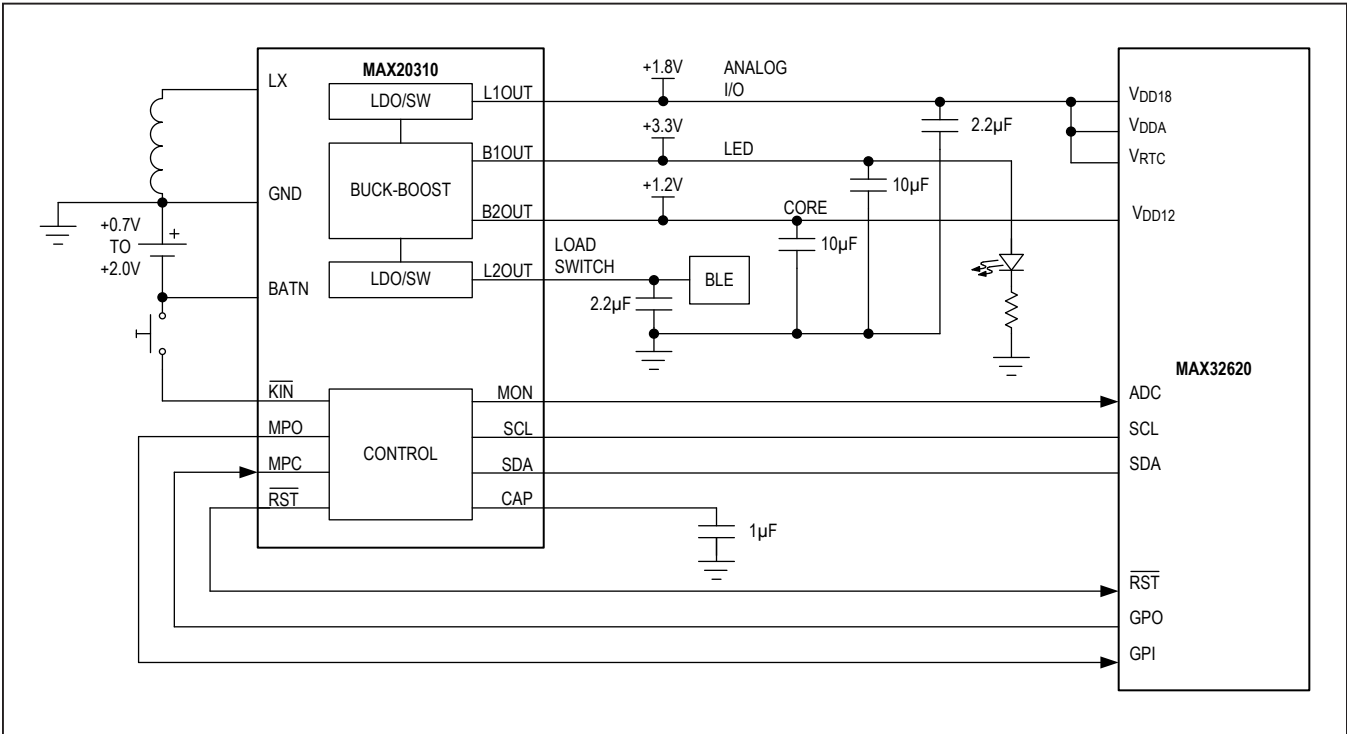 MAX20310
LX
LDO/SW
L1OUT
+1.8V
ANALOG
I/O
VDD18
2.2µF
VDDA
+3.3V
B1OUT
LED
VRTC
BUCK-BOOST
10µF
GND
+1.2V
B2OUT
CORE
VDD12
+0.7V
TO
+2.0V
+
10µF
LOAD
SWITCH
LDO/SW
L2OUT
BLE
BATN
2.2µF
MAX32620
KIN
MON
ADC
MPO
SCL
SCL
CONTROL
MPC
SDA
SDA
RST
CAP
1µF
RST
GPO
GPI